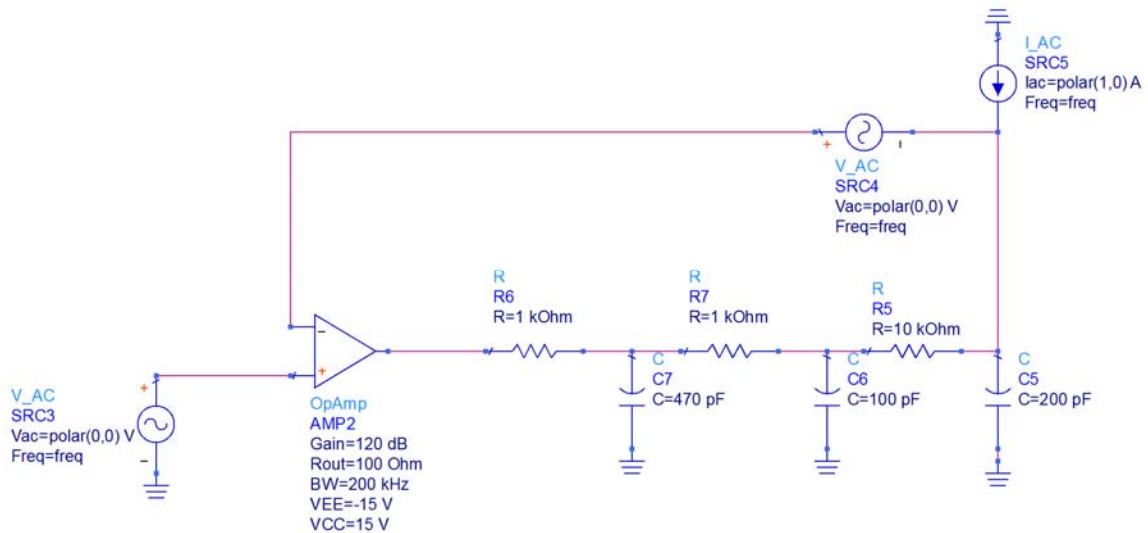 I_AC
SRC5
Iac=polar(1,0) A
Freq=freq
+
V_AC
SRC4
Vac=polar(0,0) V
Freq=freq
R
R6
R=1 kOhm
R
R7
R=1 kOhm
R
R5
R=10 kOhm
C
C7
C=470 pF
C
C6
C=100 pF
C
C5
C=200 pF
−
+
OpAmp
AMP2
Gain=120 dB
Rout=100 Ohm
BW=200 kHz
VEE=-15 V
VCC=15 V
+
V_AC
SRC3
Vac=polar(0,0) V
Freq=freq
−